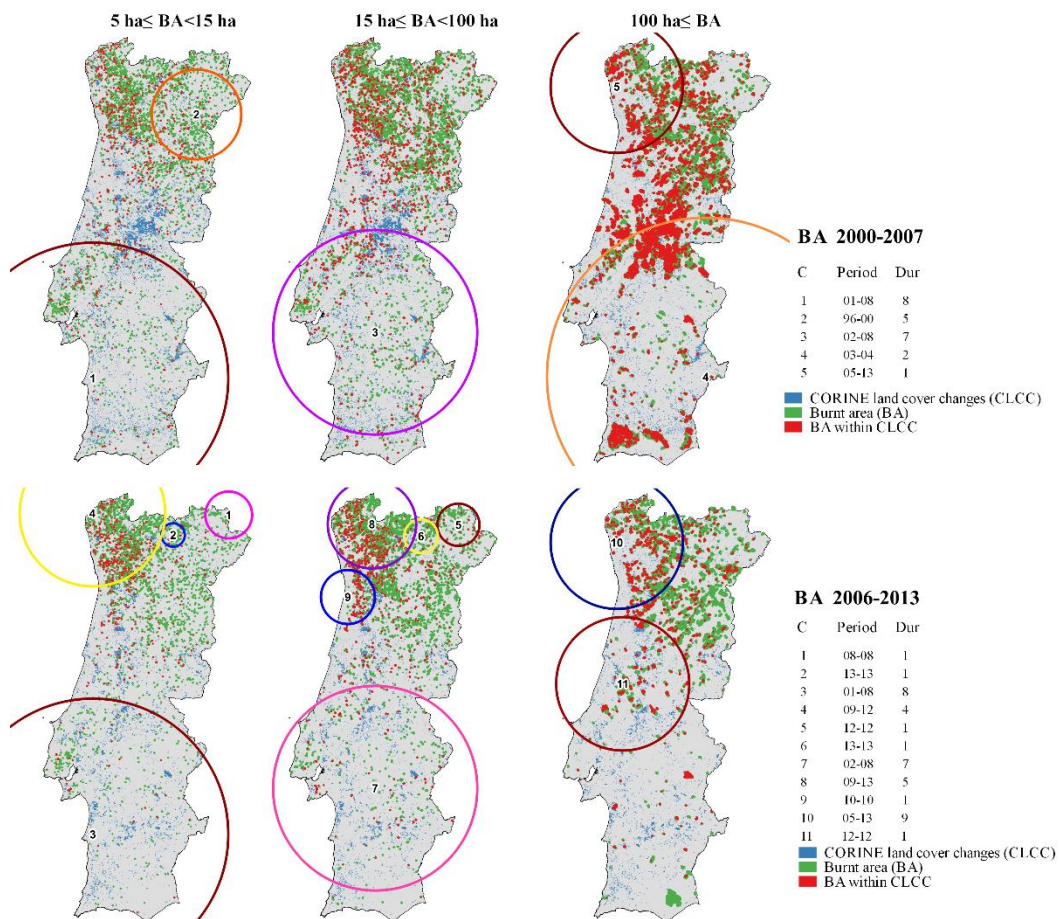 5 ha≤ BA<15 ha
15 ha≤ BA<100 ha
100 ha≤ BA
2
1
3
5
4
BA 2000-2007
C Period Dur
1 01-08 8
2 96-00 5
3 02-08 7
4 03-04 2
5 05-13 1
CORINE land cover changes (CLCC)
Burnt area (BA)
BA within CLCC
4
2
1
3
8
6
5
9
7
10
11
BA 2006-2013
C Period Dur
1 08-08 1
2 13-13 1
3 01-08 8
4 09-12 4
5 12-12 1
6 13-13 1
7 02-08 7
8 09-13 5
9 10-10 1
10 05-13 9
11 12-12 1
CORINE land cover changes (CLCC)
Burnt area (BA)
BA within CLCC